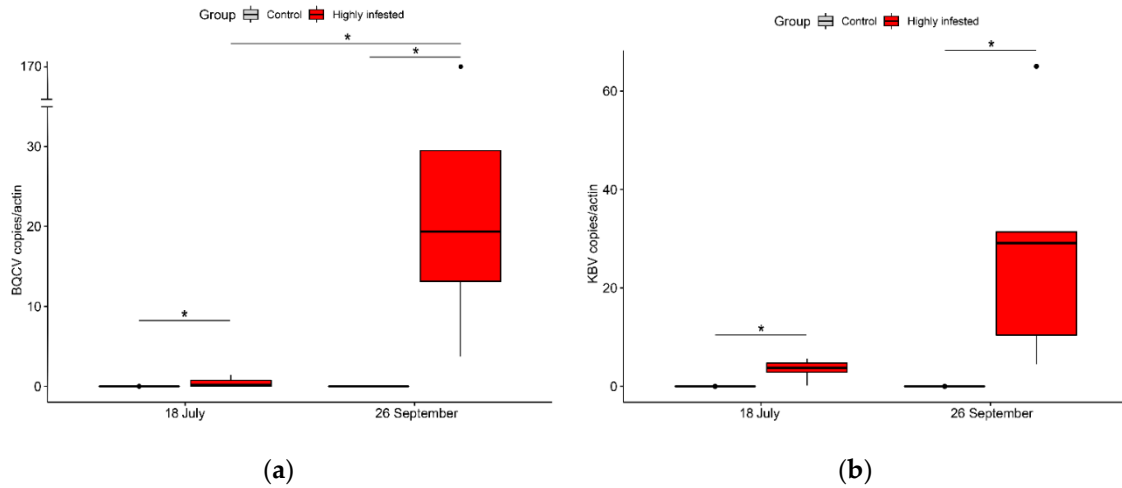 Group Control Highly infested
*
*
170
30
20
10
0
BQCV copies/actin
*
18 July 26 September
(a)
Group Control Highly infested
*
60
40
20
0
KBV copies/actin
*
18 July 26 September
(b)